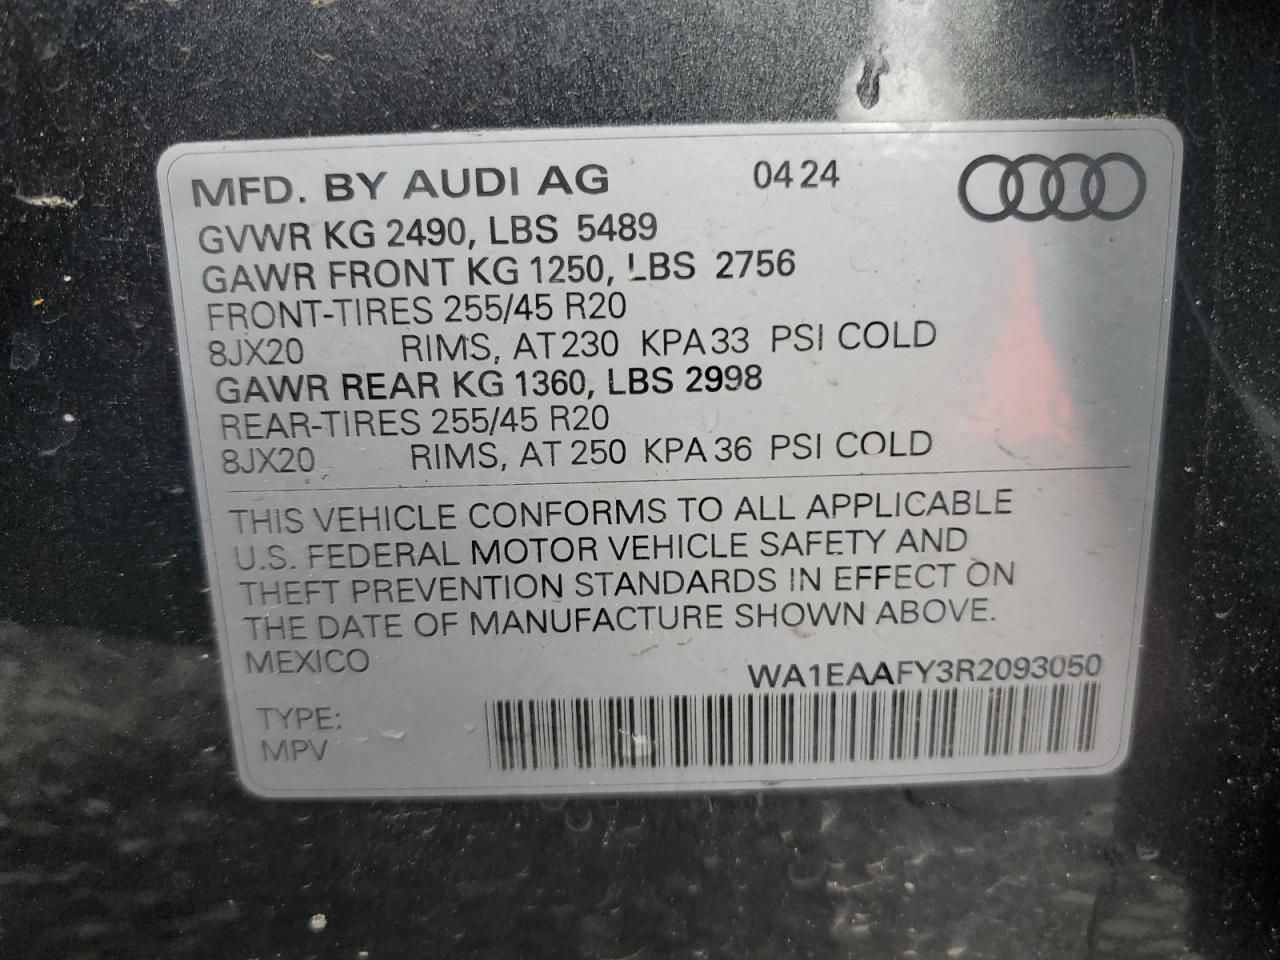 MFD. BY AUDI AG 04 24
GVWR KG 2490, LBS 5489
GAWR FRONT KG 1250, LBS 2756
FRONT-TIRES 255/45 R20
8JX20 RIMS, AT 230 KPA 33 PSI COLD
GAWR REAR KG 1360, LBS 2998
REAR-TIRES 255/45 R20
8JX20 RIMS, AT 250 KPA 36 PSI COLD
THIS VEHICLE CONFORMS TO ALL APPLICABLE
U.S. FEDERAL MOTOR VEHICLE SAFETY AND
THEFT PREVENTION STANDARDS IN EFFECT ON
THE DATE OF MANUFACTURE SHOWN ABOVE.
MEXICO WA1EAAFY3R2093050
TYPE:
MPV